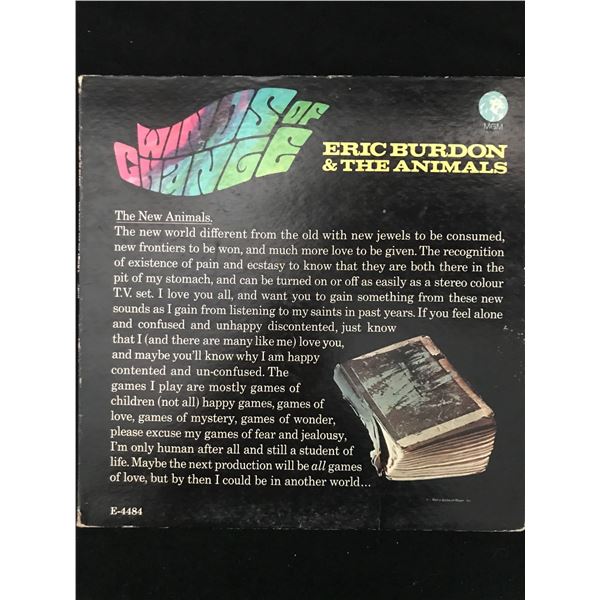 WINDS OF
CHANGE
MGM
ERIC BURDON
& THE ANIMALS
The New Animals.
The new world different from the old with new jewels to be consumed,
new frontiers to be won, and much more love to be given. The recognition
of existence of pain and ecstasy to know that they are both there in the
pit of my stomach, and can be turned on or off as easily as a stereo colour
T.V. set. I love you all, and want you to gain something from these new
sounds as I gain from listening to my saints in past years. If you feel alone
and confused and unhappy discontented, just know
that I (and there are many like me) love you,
and maybe you'll know why I am happy
contented and un-confused. The
games I play are mostly games of
children (not all) happy games, games of
love, games of mystery, games of wonder,
please excuse my games of fear and jealousy,
I'm only human after all and still a student of
life. Maybe the next production will be all games
of love, but by then I could be in another world...
E-4484